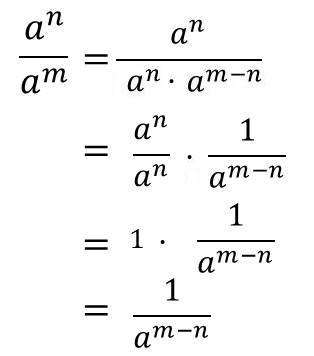 a^n/a^m = a^n/(a^n · a^(m−n))
= a^n/a^n · 1/a^(m−n)
= 1 · 1/a^(m−n)
= 1/a^(m−n)